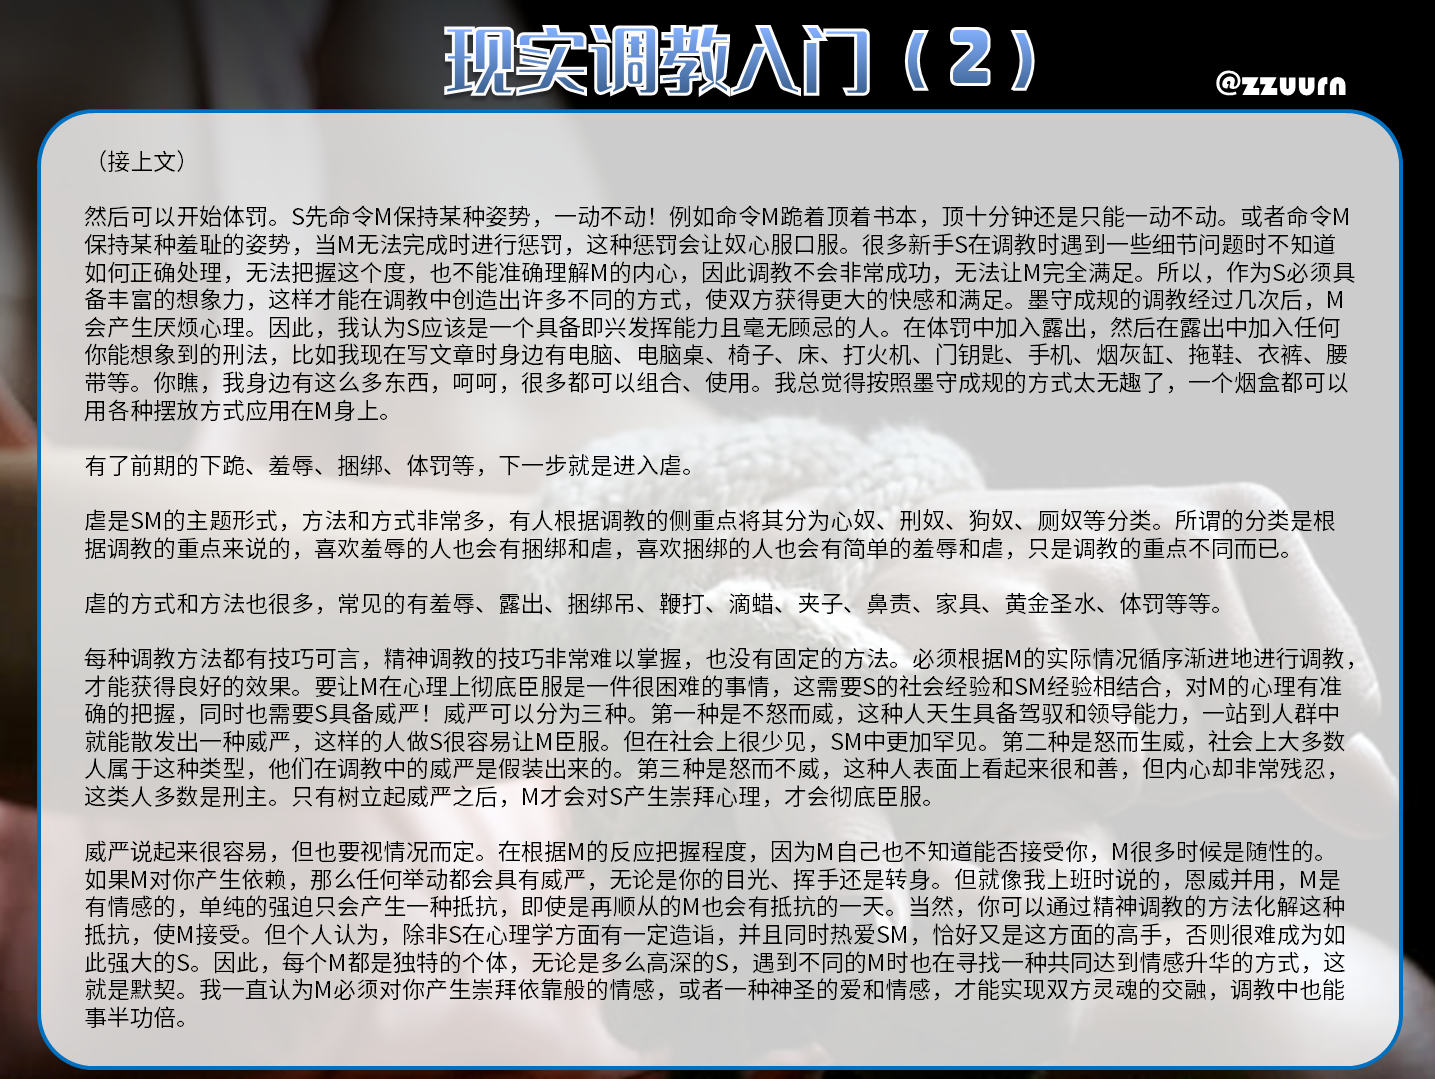 现实调教入门（2）
@zzuurn
（接上文）
然后可以开始体罚。S先命令M保持某种姿势，一动不动！例如命令M跪着顶着书本，顶十分钟还是只能一动不动。或者命令M
保持某种羞耻的姿势，当M无法完成时进行惩罚，这种惩罚会让奴心服口服。很多新手S在调教时遇到一些细节问题时不知道
如何正确处理，无法把握这个度，也不能准确理解M的内心，因此调教不会非常成功，无法让M完全满足。所以，作为S必须具
备丰富的想象力，这样才能在调教中创造出许多不同的方式，使双方获得更大的快感和满足。墨守成规的调教经过几次后，M
会产生厌烦心理。因此，我认为S应该是一个具备即兴发挥能力且毫无顾忌的人。在体罚中加入露出，然后在露出中加入任何
你能想象到的刑法，比如我现在写文章时身边有电脑、电脑桌、椅子、床、打火机、门钥匙、手机、烟灰缸、拖鞋、衣裤、腰
带等。你瞧，我身边有这么多东西，呵呵，很多都可以组合、使用。我总觉得按照墨守成规的方式太无趣了，一个烟盒都可以
用各种摆放方式应用在M身上。
有了前期的下跪、羞辱、捆绑、体罚等，下一步就是进入虐。
虐是SM的主题形式，方法和方式非常多，有人根据调教的侧重点将其分为心奴、刑奴、狗奴、厕奴等分类。所谓的分类是根
据调教的重点来说的，喜欢羞辱的人也会有捆绑和虐，喜欢捆绑的人也会有简单的羞辱和虐，只是调教的重点不同而已。
虐的方式和方法也很多，常见的有羞辱、露出、捆绑吊、鞭打、滴蜡、夹子、鼻责、家具、黄金圣水、体罚等等。
每种调教方法都有技巧可言，精神调教的技巧非常难以掌握，也没有固定的方法。必须根据M的实际情况循序渐进地进行调教，
才能获得良好的效果。要让M在心理上彻底臣服是一件很困难的事情，这需要S的社会经验和SM经验相结合，对M的心理有准
确的把握，同时也需要S具备威严！威严可以分为三种。第一种是不怒而威，这种人天生具备驾驭和领导能力，一站到人群中
就能散发出一种威严，这样的人做S很容易让M臣服。但在社会上很少见，SM中更加罕见。第二种是怒而生威，社会上大多数
人属于这种类型，他们在调教中的威严是假装出来的。第三种是怒而不威，这种人表面上看起来很和善，但内心却非常残忍，
这类人多数是刑主。只有树立起威严之后，M才会对S产生崇拜心理，才会彻底臣服。
威严说起来很容易，但也要视情况而定。在根据M的反应把握程度，因为M自己也不知道能否接受你，M很多时候是随性的。
如果M对你产生依赖，那么任何举动都会具有威严，无论是你的目光、挥手还是转身。但就像我上班时说的，恩威并用，M是
有情感的，单纯的强迫只会产生一种抵抗，即使是再顺从的M也会有抵抗的一天。当然，你可以通过精神调教的方法化解这种
抵抗，使M接受。但个人认为，除非S在心理学方面有一定造诣，并且同时热爱SM，恰好又是这方面的高手，否则很难成为如
此强大的S。因此，每个M都是独特的个体，无论是多么高深的S，遇到不同的M时也在寻找一种共同达到情感升华的方式，这
就是默契。我一直认为M必须对你产生崇拜依靠般的情感，或者一种神圣的爱和情感，才能实现双方灵魂的交融，调教中也能
事半功倍。